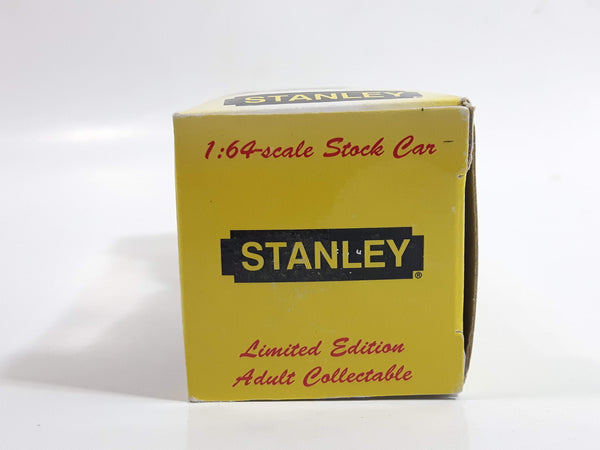 STANLEY
1:64-scale Stock Car
STANLEY®
Limited Edition
Adult Collectable